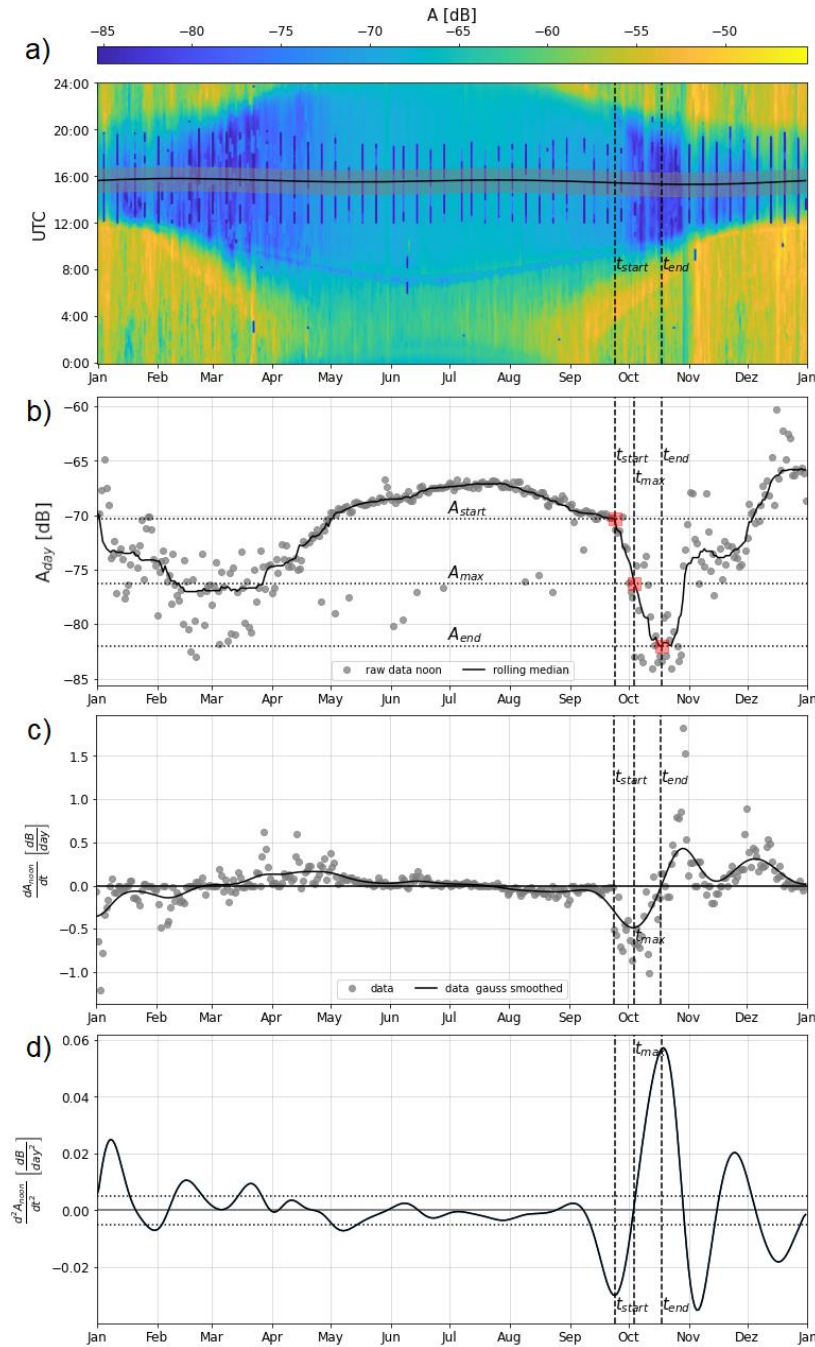 A [dB]
−85 −80 −75 −70 −65 −60 −55 −50
a)
24:00
20:00
16:00
12:00
8:00
4:00
0:00
UTC
t_start t_end
Jan Feb Mar Apr May Jun Jul Aug Sep Oct Nov Dez Jan
b)
−60
−65
−70
−75
−80
−85
A_day [dB]
t_start t_end
t_max
A_start
A_max
A_end
raw data noon rolling median
Jan Feb Mar Apr May Jun Jul Aug Sep Oct Nov Dez Jan
c)
1.5
1.0
0.5
0.0
−0.5
−1.0
dA_noon/dt [dB/day]
t_start t_end
t_max
data data gauss smoothed
Jan Feb Mar Apr May Jun Jul Aug Sep Oct Nov Dez Jan
d)
0.06
0.04
0.02
0.00
−0.02
d²A_noon/dt² [dB/day²]
t_max
t_start t_end
Jan Feb Mar Apr May Jun Jul Aug Sep Oct Nov Dez Jan